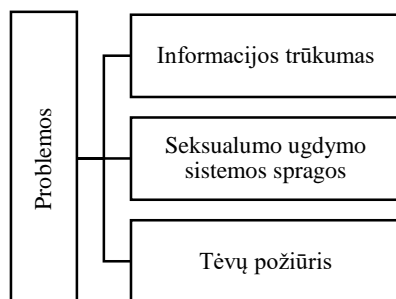 Problemos
Informacijos trūkumas
Seksualumo ugdymo
sistemos spragos
Tėvų požiūris